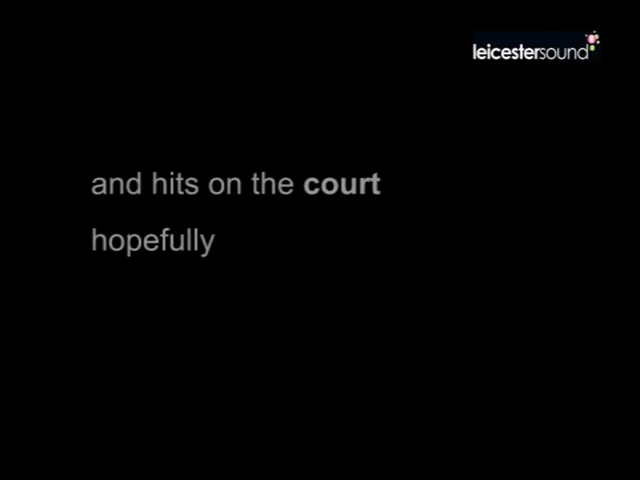 leicestersound
and hits on the court
hopefully